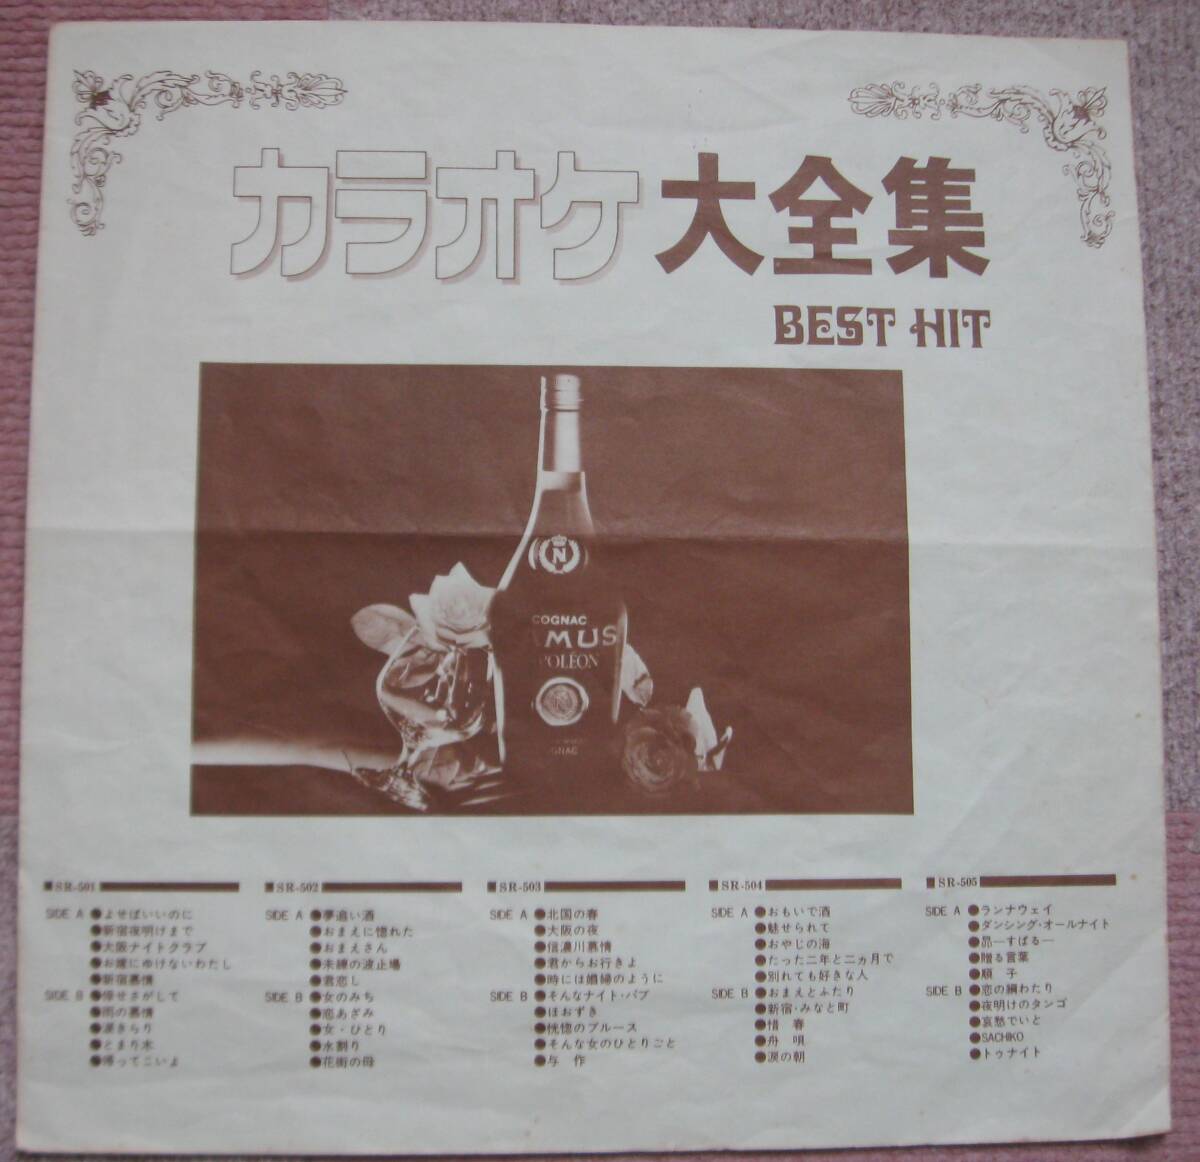 カラオケ大全集
BEST HIT
N
COGNAC
AMUS
POLÉON
N
GNAC
■SR-501
SIDE A ●よせばいいのに
●新宿夜明けまで
●大阪ナイトクラブ
●お嫁にゆけないわたし
●新宿慕情
SIDE B ●倖せさがして
●雨の慕情
●涙きらり
●とまり木
●帰ってこいよ
■SR-502
SIDE A ●夢追い酒
●おまえに惚れた
●おまえさん
●未練の波止場
●君恋し
SIDE B ●女のみち
●恋あざみ
●女・ひとり
●水割り
●花街の母
■SR-503
SIDE A ●北国の春
●大阪の夜
●信濃川慕情
●君からお行きよ
●時には娼婦のように
SIDE B ●そんなナイト・パブ
●ほおずき
●恍惚のブルース
●そんな女のひとりごと
●与 作
■SR-504
SIDE A ●おもいで酒
●魅せられて
●おやじの海
●たった二年と二ヵ月で
●別れても好きな人
SIDE B ●おまえとふたり
●新宿・みなと町
●惜 春
●舟 唄
●涙の朝
■SR-505
SIDE A ●ランナウェイ
●ダンシング・オールナイト
●昴―すばる―
●贈る言葉
●順 子
SIDE B ●恋の綱わたり
●夜明けのタンゴ
●哀愁でいと
●SACHIKO
●トゥナイト